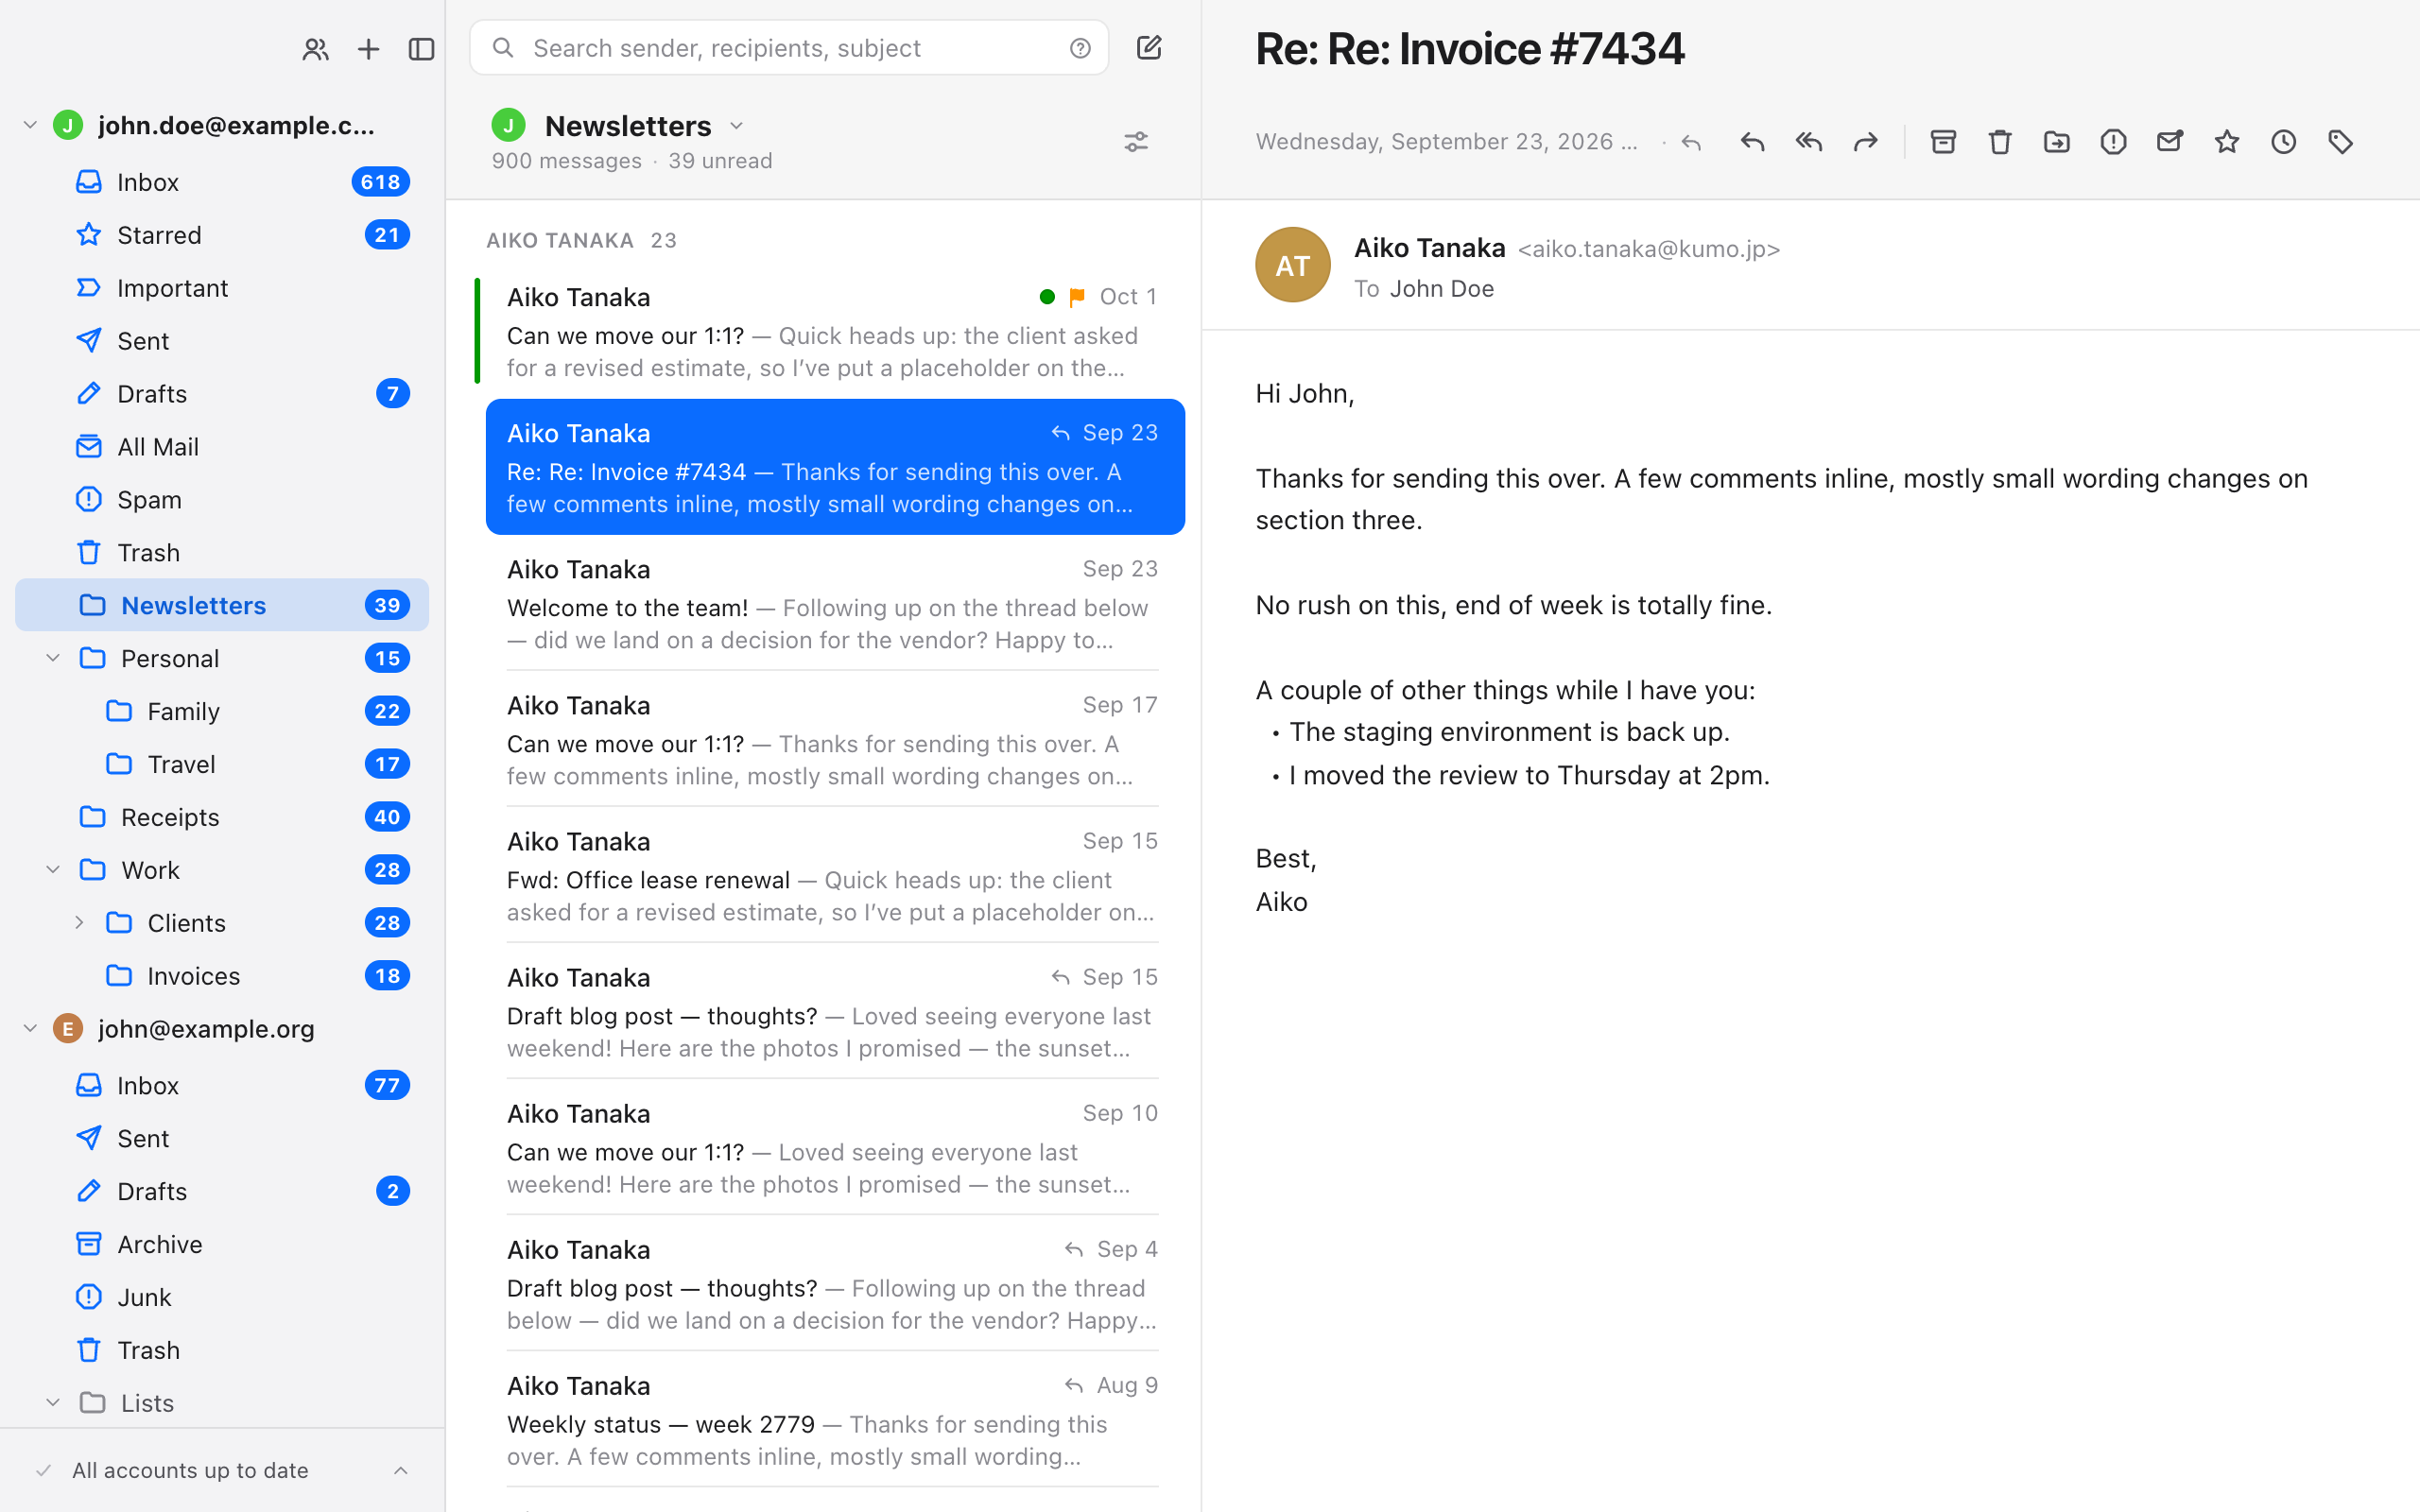 J john.doe@example.c...
Inbox 618
Starred 21
Important
Sent
Drafts 7
All Mail
Spam
Trash
Newsletters 39
Personal 15
Family 22
Travel 17
Receipts 40
Work 28
Clients 28
Invoices 18
E john@example.org
Inbox 77
Sent
Drafts 2
Archive
Junk
Trash
Lists
All accounts up to date
Search sender, recipients, subject
J Newsletters
900 messages · 39 unread
AIKO TANAKA 23
Aiko Tanaka Oct 1
Can we move our 1:1? — Quick heads up: the client asked
for a revised estimate, so I’ve put a placeholder on the...
Aiko Tanaka Sep 23
Re: Re: Invoice #7434 — Thanks for sending this over. A
few comments inline, mostly small wording changes on...
Aiko Tanaka Sep 23
Welcome to the team! — Following up on the thread below
— did we land on a decision for the vendor? Happy to...
Aiko Tanaka Sep 17
Can we move our 1:1? — Thanks for sending this over. A
few comments inline, mostly small wording changes on...
Aiko Tanaka Sep 15
Fwd: Office lease renewal — Quick heads up: the client
asked for a revised estimate, so I’ve put a placeholder on...
Aiko Tanaka Sep 15
Draft blog post — thoughts? — Loved seeing everyone last
weekend! Here are the photos I promised — the sunset...
Aiko Tanaka Sep 10
Can we move our 1:1? — Loved seeing everyone last
weekend! Here are the photos I promised — the sunset...
Aiko Tanaka Sep 4
Draft blog post — thoughts? — Following up on the thread
below — did we land on a decision for the vendor? Happy...
Aiko Tanaka Aug 9
Weekly status — week 2779 — Thanks for sending this
over. A few comments inline, mostly small wording...
Re: Re: Invoice #7434
Wednesday, September 23, 2026 ... ·
AT
Aiko Tanaka <aiko.tanaka@kumo.jp>
To John Doe
Hi John,
Thanks for sending this over. A few comments inline, mostly small wording changes on
section three.
No rush on this, end of week is totally fine.
A couple of other things while I have you:
• The staging environment is back up.
• I moved the review to Thursday at 2pm.
Best,
Aiko